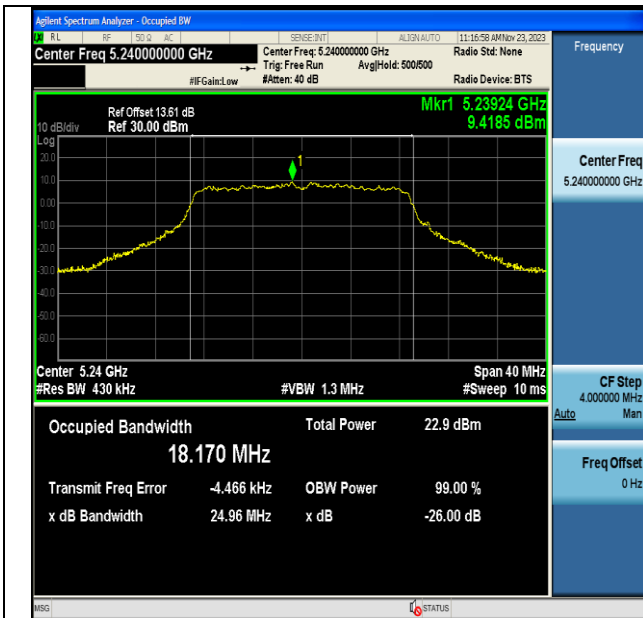 Agilent Spectrum Analyzer - Occupied BW
RL RF 50 Ω AC SENSE:INT ALIGN AUTO 11:16:58 AM Nov 23, 2023
Center Freq 5.240000000 GHz
Center Freq: 5.240000000 GHz
Radio Std: None
Trig: Free Run Avg|Hold: 500/500
#IFGain:Low #Atten: 40 dB Radio Device: BTS
Frequency
Mkr1 5.23924 GHz
9.4185 dBm
Ref Offset 13.61 dB
10 dB/div Ref 30.00 dBm
Log
1
20.0
10.0
0.00
-10.0
-20.0
-30.0
-40.0
-50.0
-60.0
Center 5.24 GHz Span 40 MHz
#Res BW 430 kHz #VBW 1.3 MHz #Sweep 10 ms
Occupied Bandwidth Total Power 22.9 dBm
18.170 MHz
Transmit Freq Error -4.466 kHz OBW Power 99.00 %
x dB Bandwidth 24.96 MHz x dB -26.00 dB
Center Freq
5.240000000 GHz
CF Step
4.000000 MHz
Auto Man
Freq Offset
0 Hz
MSG STATUS